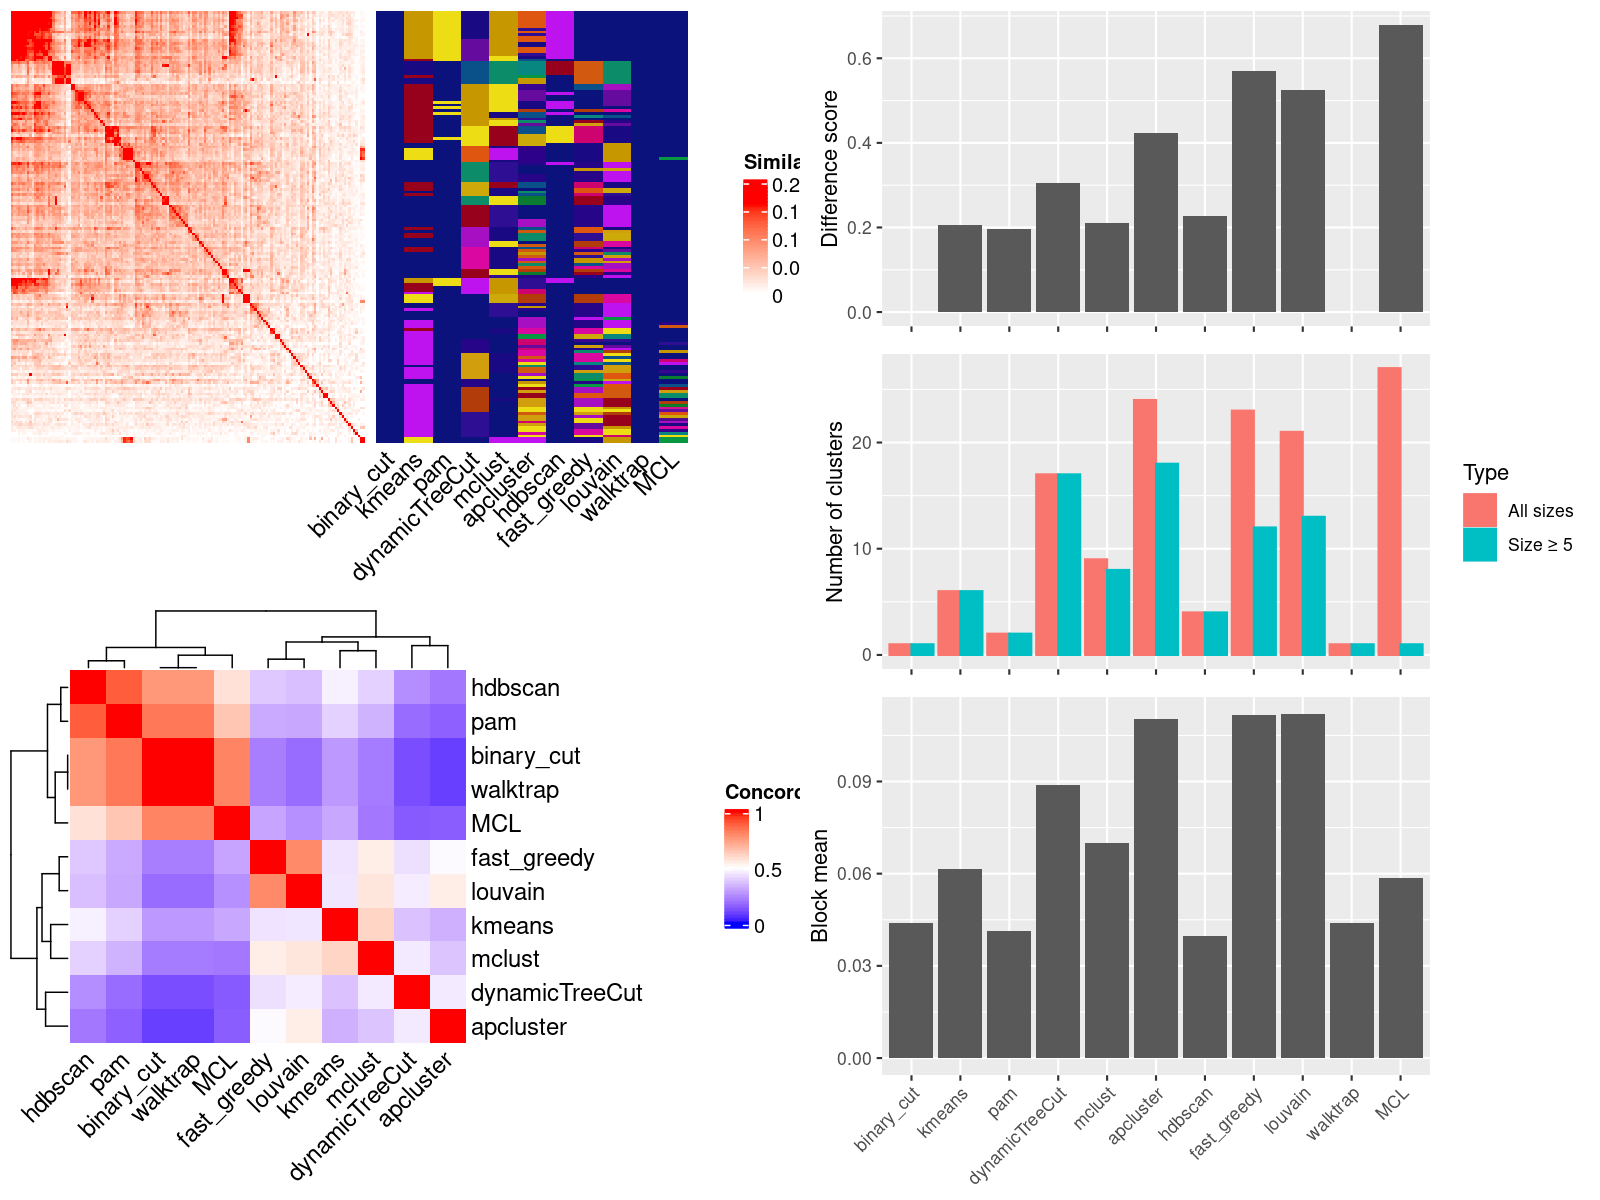 Simila
0.2
0.1
0.1
0.0
0
binary_cut
kmeans
pam
dynamicTreeCut
mclust
apcluster
hdbscan
fast_greedy
louvain
walktrap
MCL
hdbscan
pam
binary_cut
walktrap
MCL
fast_greedy
louvain
kmeans
mclust
dynamicTreeCut
apcluster
Concord
1
0.5
0
hdbscan
pam
binary_cut
walktrap
MCL
fast_greedy
louvain
kmeans
mclust
dynamicTreeCut
apcluster
Difference score
0.6
0.4
0.2
0.0
Number of clusters
20
10
0
Type
All sizes
Size ≥ 5
Block mean
0.09
0.06
0.03
0.00
binary_cut
kmeans
pam
dynamicTreeCut
mclust
apcluster
hdbscan
fast_greedy
louvain
walktrap
MCL